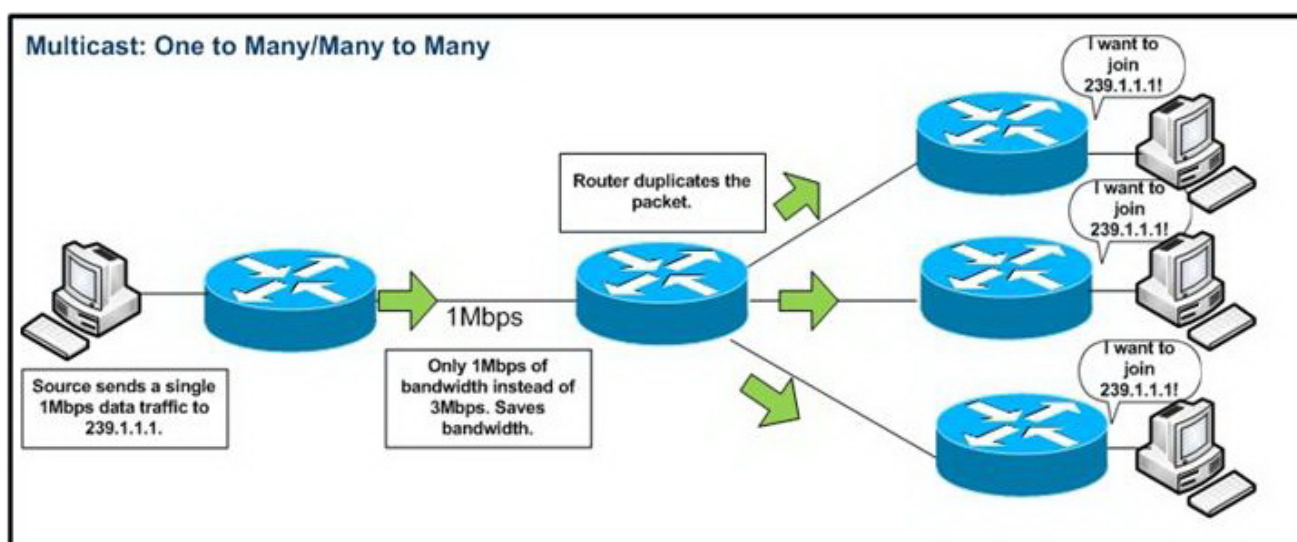 Multicast: One to Many/Many to Many
I want to
join
239.1.1.1!
Router duplicates the
packet.
I want to
join
239.1.1.1!
1Mbps
Source sends a single
1Mbps data traffic to
239.1.1.1.
Only 1Mbps of
bandwidth instead of
3Mbps. Saves
bandwidth.
I want to
join
239.1.1.1!